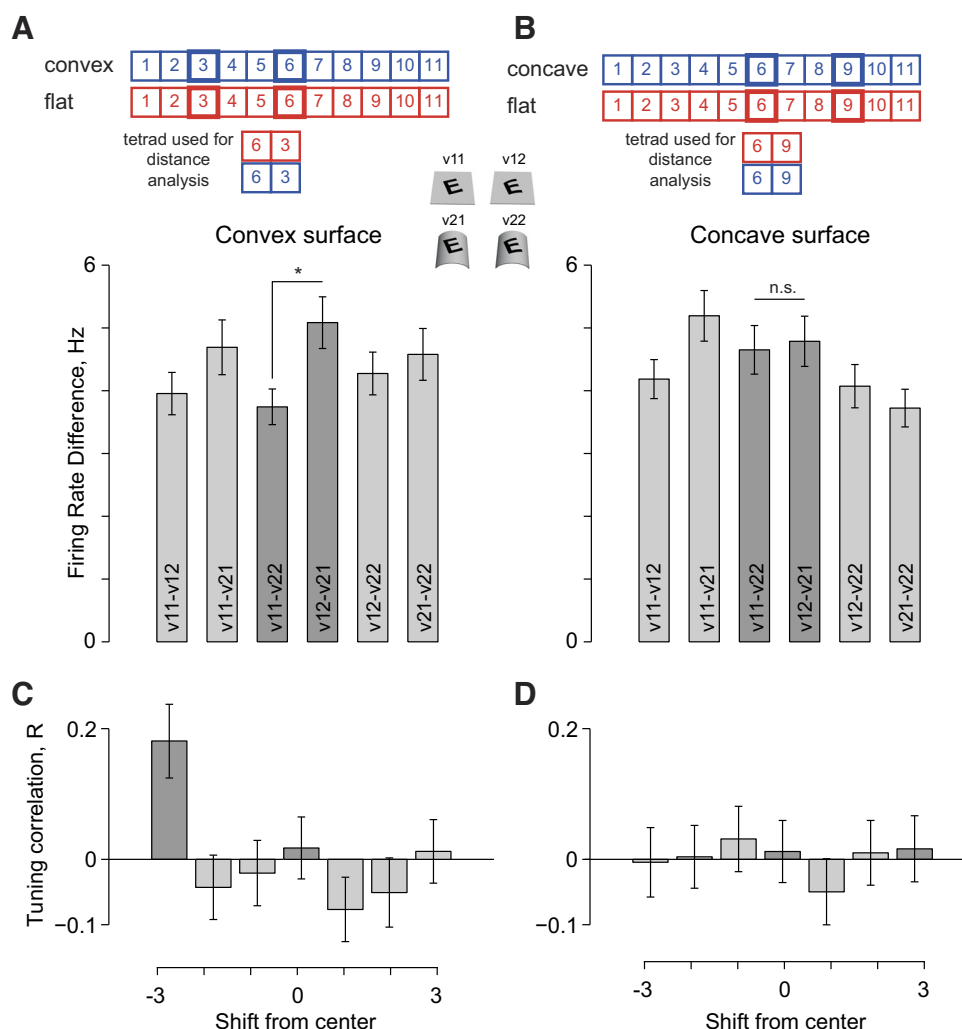 A
convex 1 2 3 4 5 6 7 8 9 10 11
flat 1 2 3 4 5 6 7 8 9 10 11
tetrad used for
distance
analysis
6 3
6 3
B
concave 1 2 3 4 5 6 7 8 9 10 11
flat 1 2 3 4 5 6 7 8 9 10 11
tetrad used for
distance
analysis
6 9
6 9
v11 v12
E E
v21 v22
E E
Convex surface
Firing Rate Difference, Hz
6
0
*
v11-v12
v11-v21
v11-v22
v12-v21
v12-v22
v21-v22
Concave surface
6
0
n.s.
v11-v12
v11-v21
v11-v22
v12-v21
v12-v22
v21-v22
C
Tuning correlation, R
0.2
0
−0.1
-3 0 3
Shift from center
D
0.2
0
−0.1
-3 0 3
Shift from center